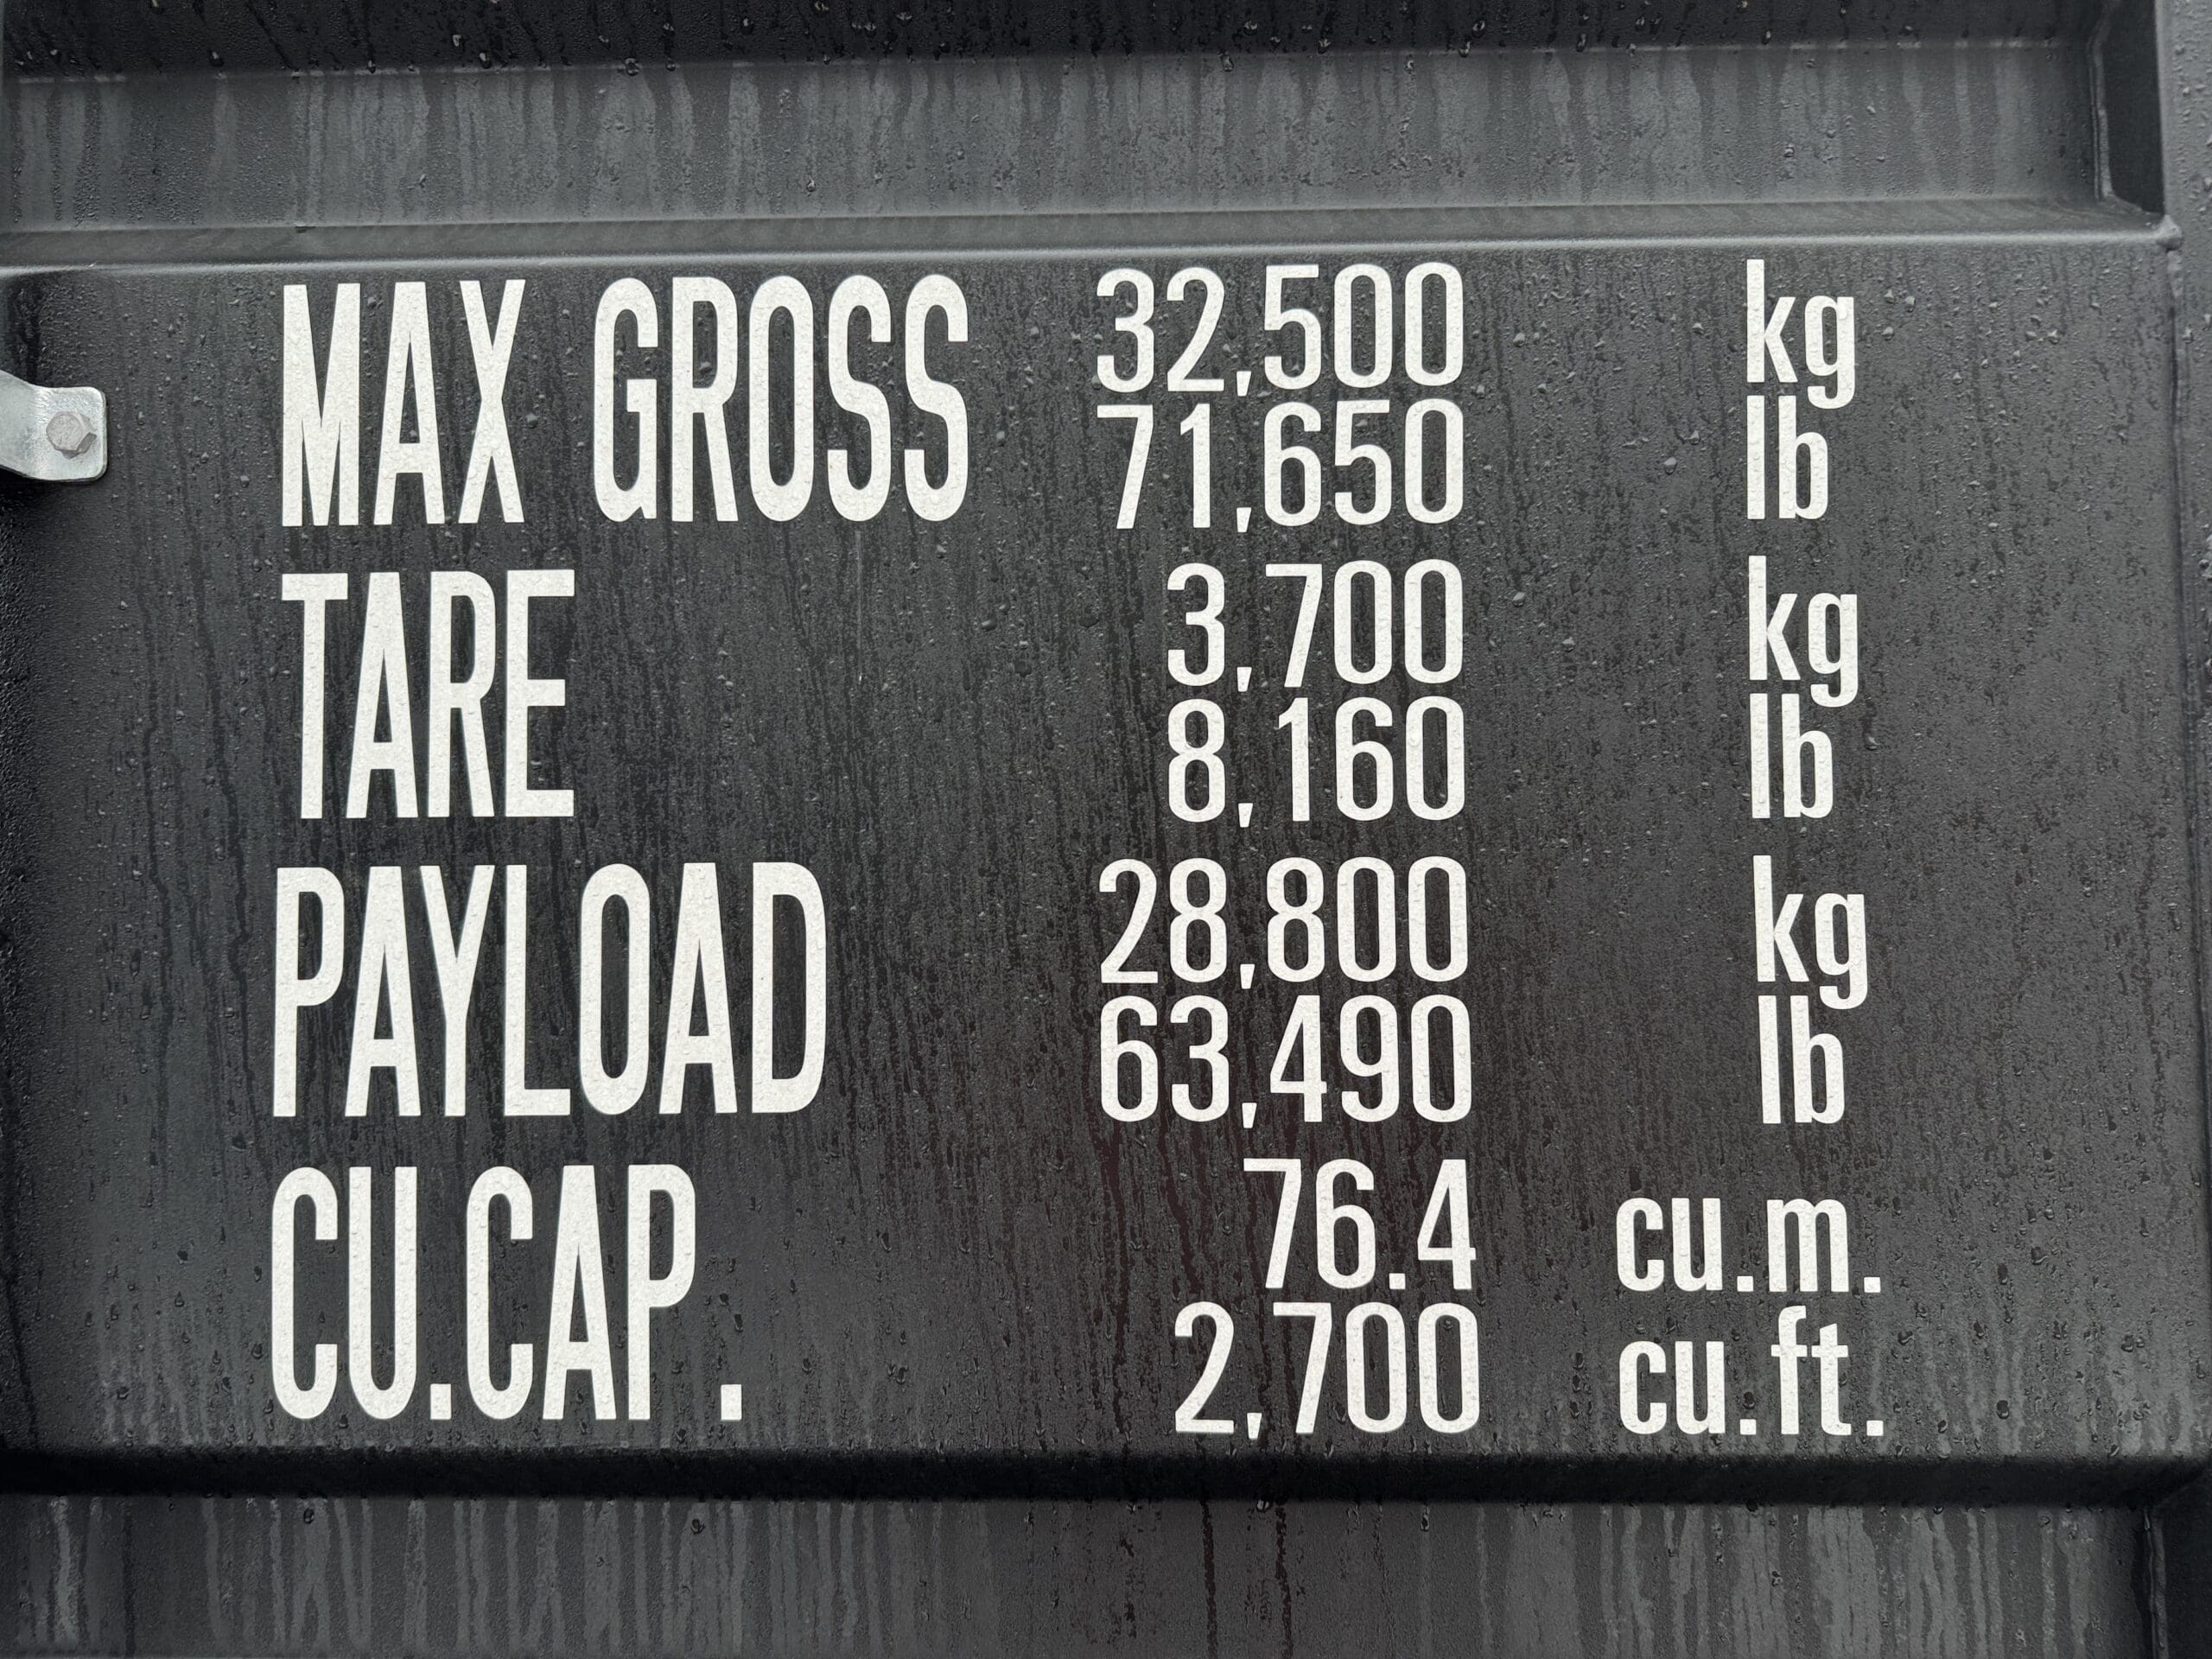 MAX GROSS 32,500 kg
71,650 lb
TARE 3,700 kg
8,160 lb
PAYLOAD 28,800 kg
63,490 lb
CU.CAP. 76.4 cu.m.
2,700 cu.ft.